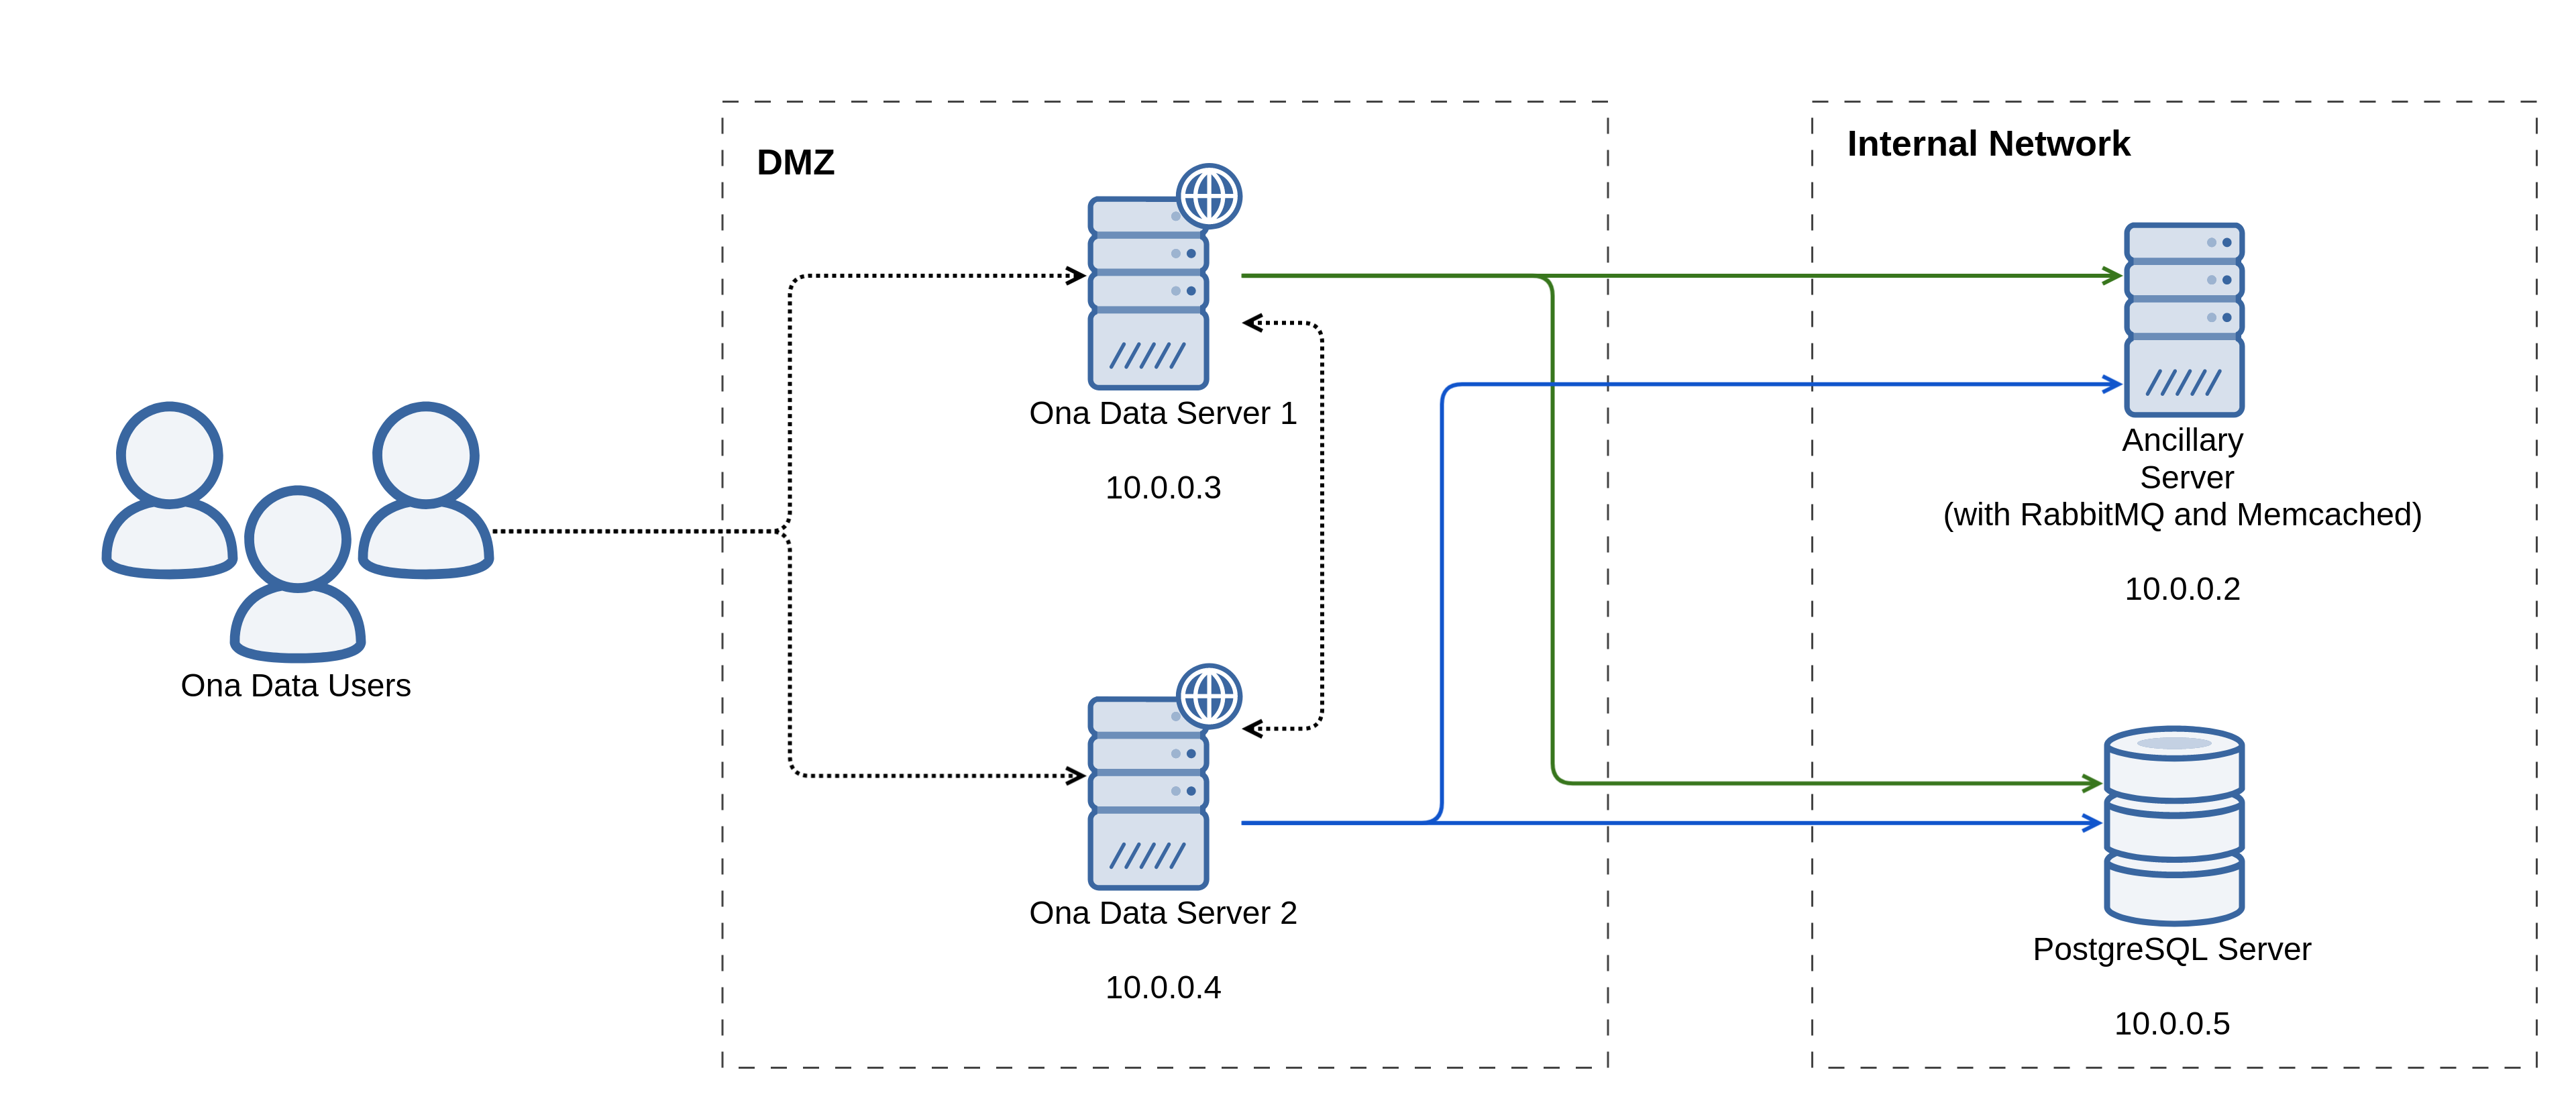 DMZ
Internal Network
Ona Data Server 1
10.0.0.3
Ancillary
Server
(with RabbitMQ and Memcached)
10.0.0.2
Ona Data Users
Ona Data Server 2
10.0.0.4
PostgreSQL Server
10.0.0.5